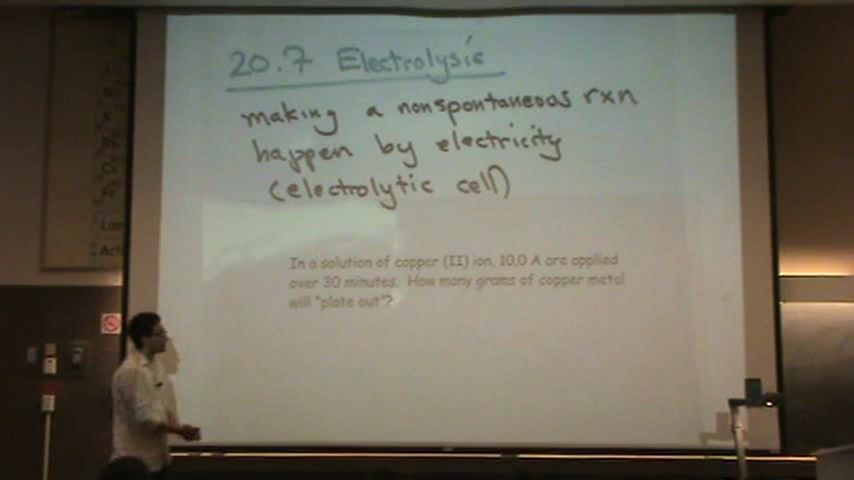 20.7 Electrolysis
making a nonspontaneous rxn
happen by electricity
(electrolytic cell)
In a solution of copper (II) ion, 10.0 A are applied
over 30 minutes. How many grams of copper metal
will "plate out"?